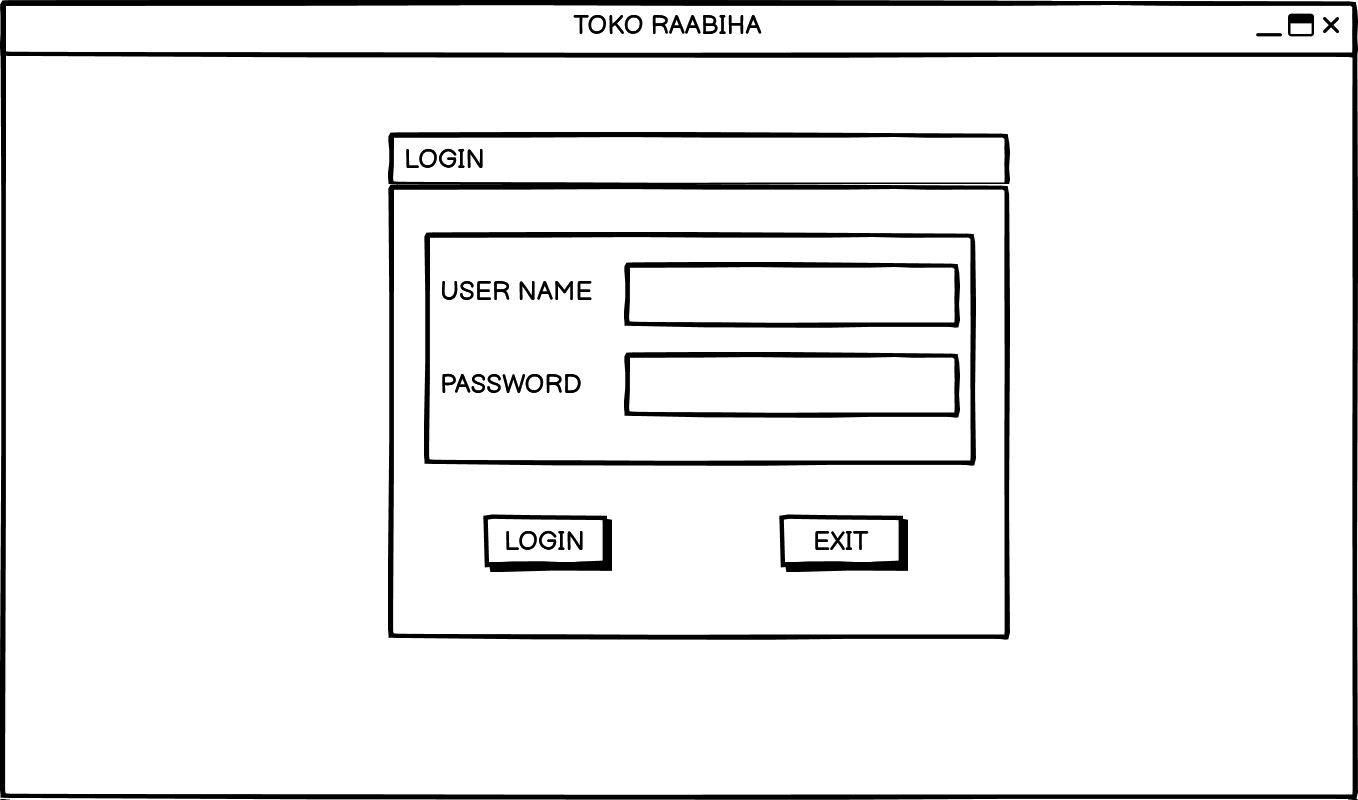 TOKO RAABIHA
LOGIN
USER NAME
PASSWORD
LOGIN EXIT